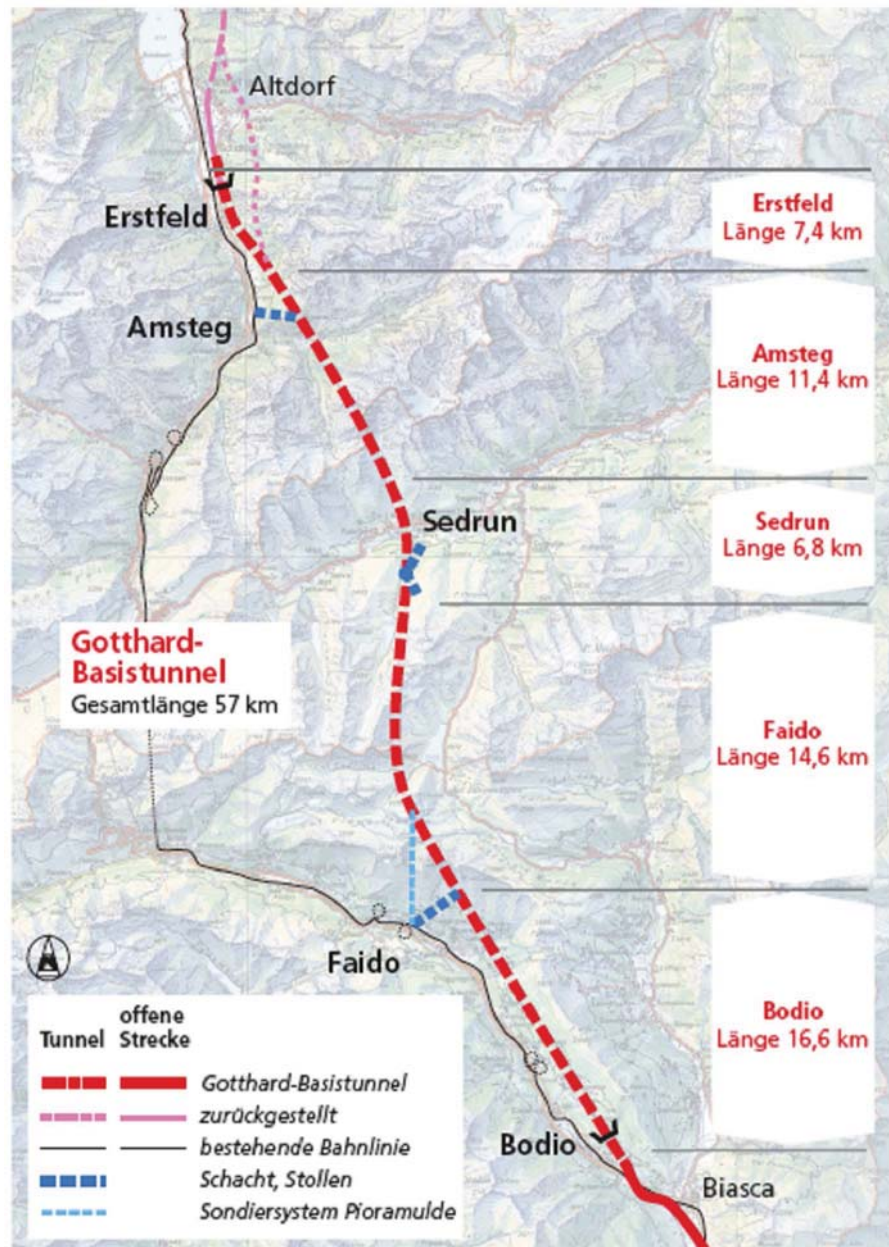 Altdorf
Erstfeld
Erstfeld
Länge 7,4 km
Amsteg
Amsteg
Länge 11,4 km
Sedrun
Sedrun
Länge 6,8 km
Gotthard-
Basistunnel
Gesamtlänge 57 km
Faido
Länge 14,6 km
Faido
Bodio
Länge 16,6 km
Bodio
Biasca
Tunnel
offene
Strecke
Gotthard-Basistunnel
zurückgestellt
bestehende Bahnlinie
Schacht, Stollen
Sondiersystem Pioramulde